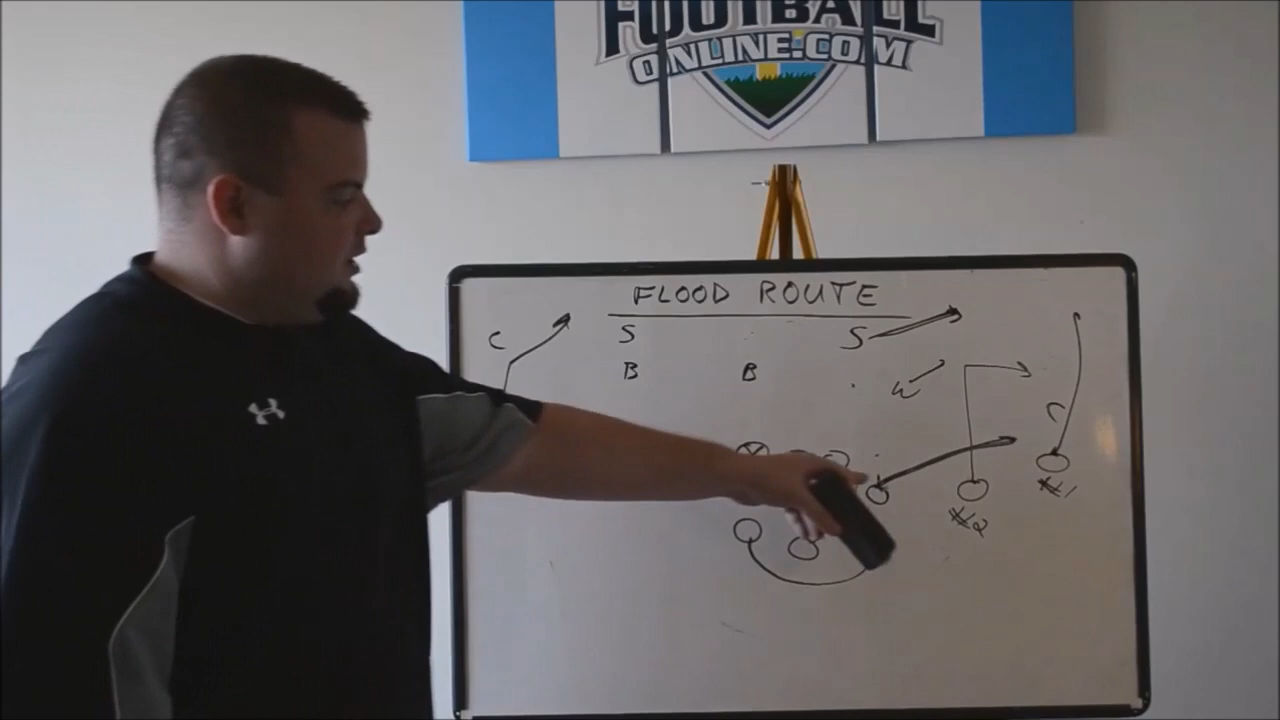 FOOTBALL
ONLINE.COM
FLOOD ROUTE
C S S
B B W
C
#1
#2